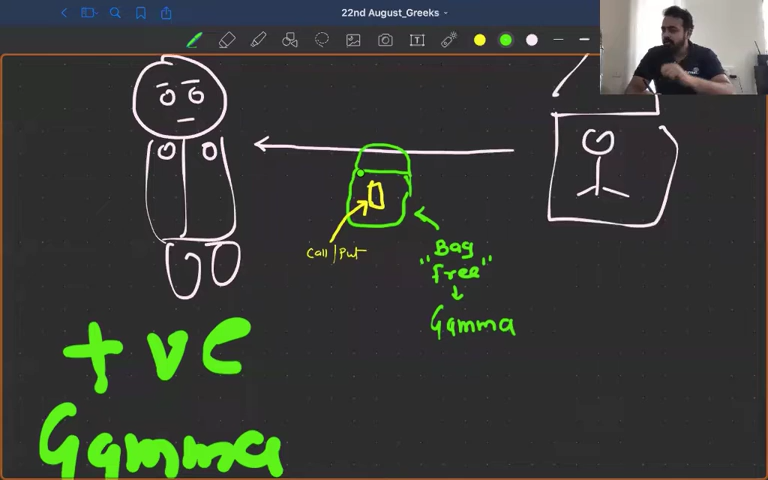 22nd August_Greeks
Call/Put
"Bag
free"
Gamma
+ve
Gamma